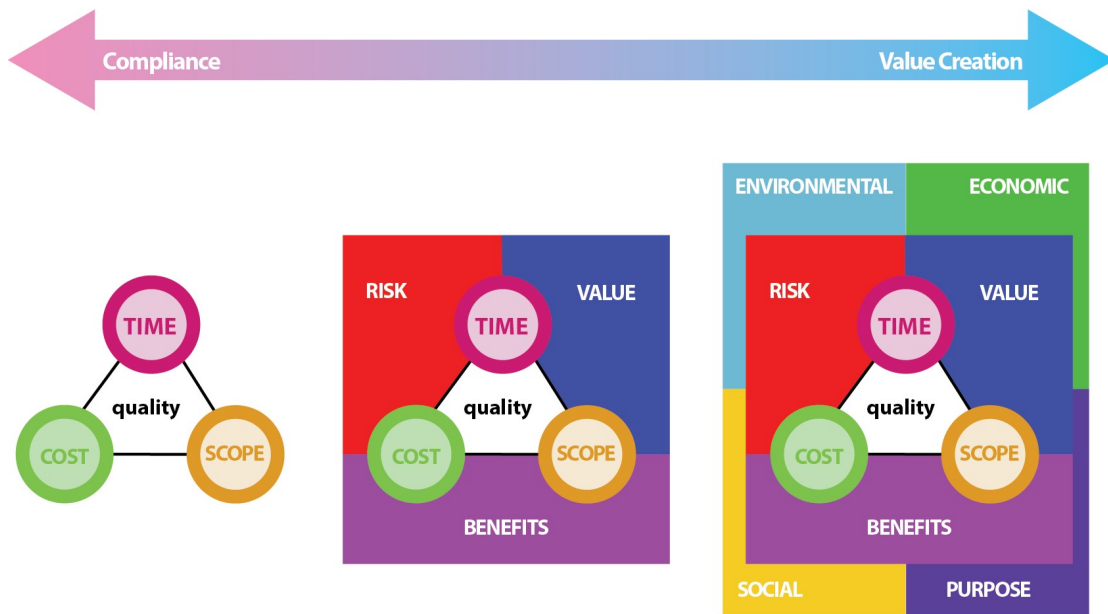 Compliance
Value Creation
TIME
quality
COST
SCOPE
RISK
VALUE
TIME
quality
COST
SCOPE
BENEFITS
ENVIRONMENTAL
ECONOMIC
RISK
VALUE
TIME
quality
COST
SCOPE
BENEFITS
SOCIAL
PURPOSE